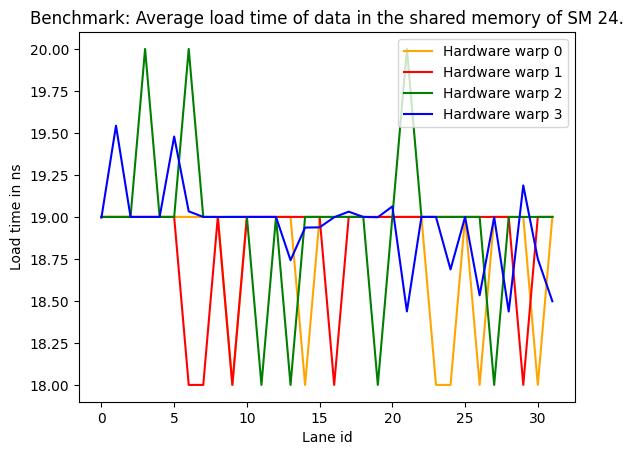 Benchmark: Average load time of data in the shared memory of SM 24.
Hardware warp 0
Hardware warp 1
Hardware warp 2
Hardware warp 3
20.00
19.75
19.50
19.25
19.00
18.75
18.50
18.25
18.00
Load time in ns
0 5 10 15 20 25 30
Lane id